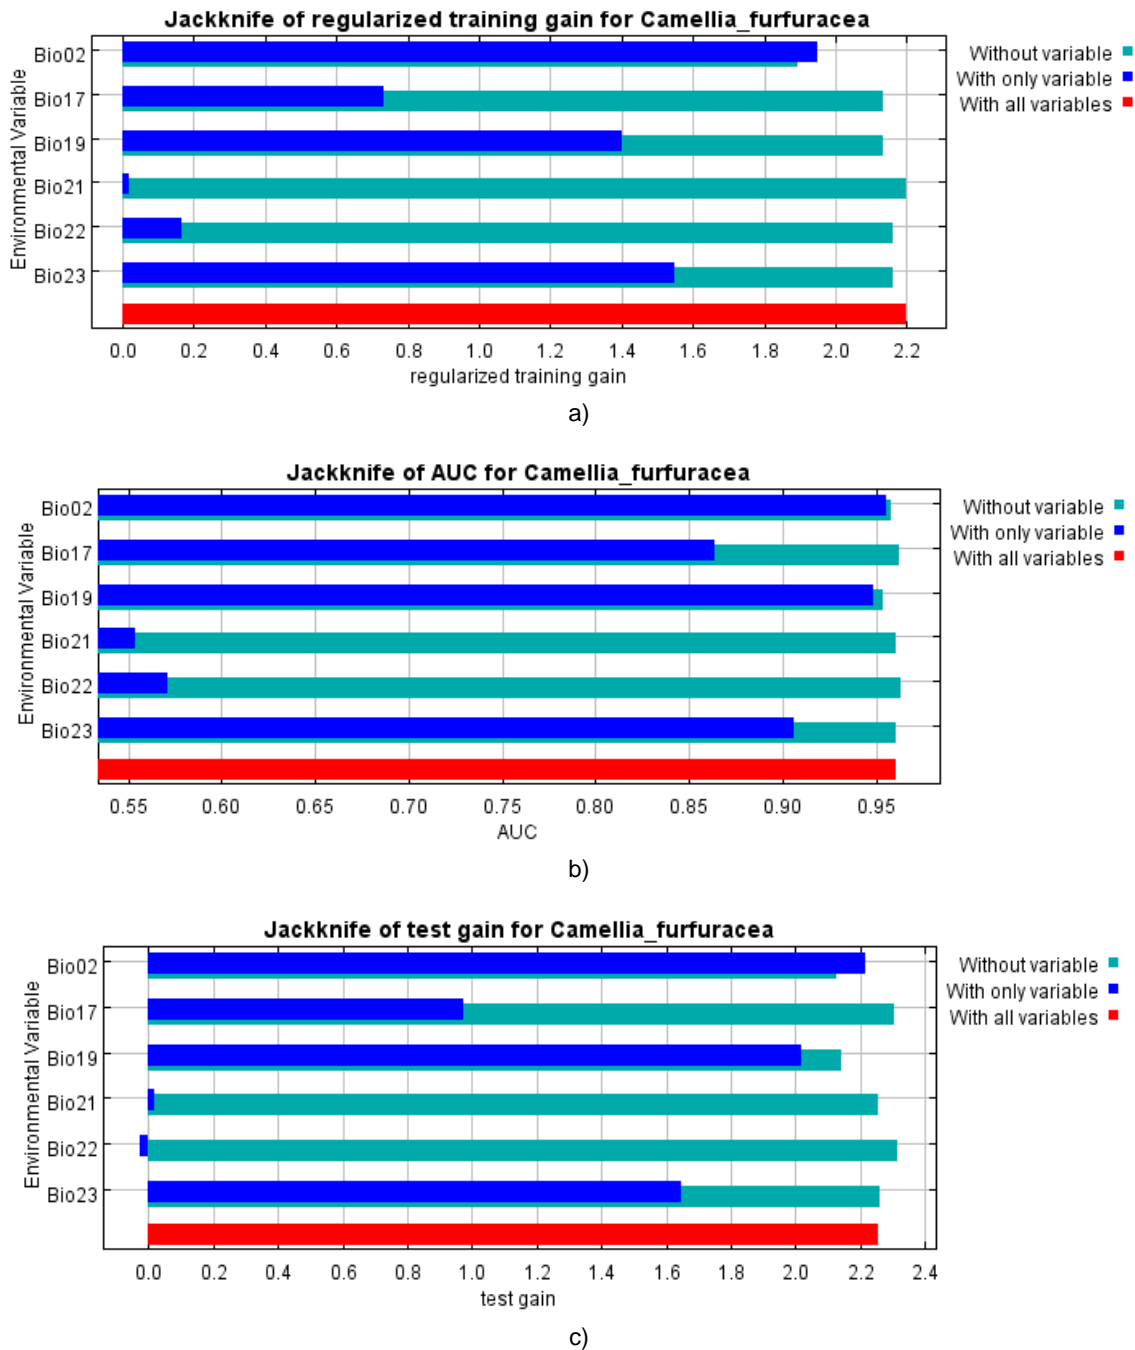 Jackknife of regularized training gain for Camellia_furfuracea
Environmental Variable
Bio02
Bio17
Bio19
Bio21
Bio22
Bio23
Without variable
With only variable
With all variables
0.0 0.2 0.4 0.6 0.8 1.0 1.2 1.4 1.6 1.8 2.0 2.2
regularized training gain
a)
Jackknife of AUC for Camellia_furfuracea
Environmental Variable
Bio02
Bio17
Bio19
Bio21
Bio22
Bio23
Without variable
With only variable
With all variables
0.55 0.60 0.65 0.70 0.75 0.80 0.85 0.90 0.95
AUC
b)
Jackknife of test gain for Camellia_furfuracea
Environmental Variable
Bio02
Bio17
Bio19
Bio21
Bio22
Bio23
Without variable
With only variable
With all variables
0.0 0.2 0.4 0.6 0.8 1.0 1.2 1.4 1.6 1.8 2.0 2.2 2.4
test gain
c)